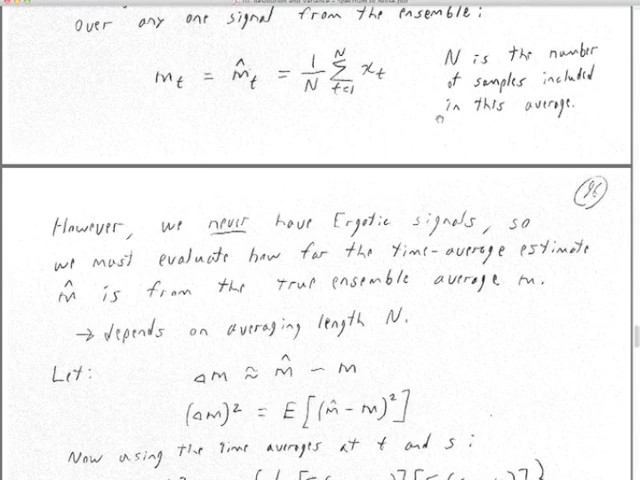 over any one signal from the ensemble:
m_t = m̂_t = 1/N Σ_{t=1}^{N} x_t
N is the number
of samples included
in this average.
96
However, we never have Ergotic signals, so
we must evaluate how far the time-average estimate
m̂ is from the true ensemble average m.
→ depends on averaging length N.
Let: Δm ≈ m̂ - m
(Δm)² = E[(m̂ - m)²]
Now using the time averages at t and s: